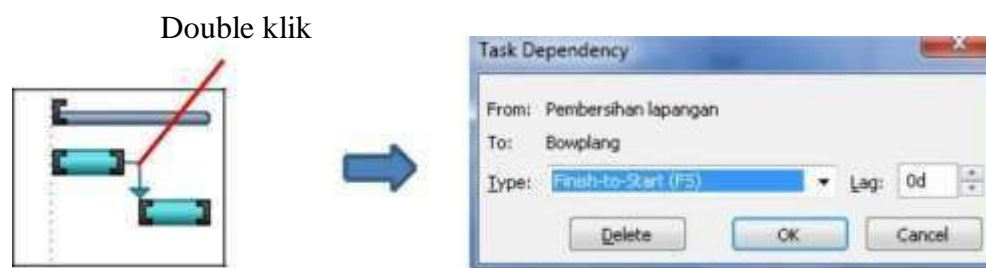 Double klik
Task Dependency
From: Pembersihan lapangan
To: Bowplang
Type: Finish-to-Start (FS) Lag: 0d
Delete OK Cancel